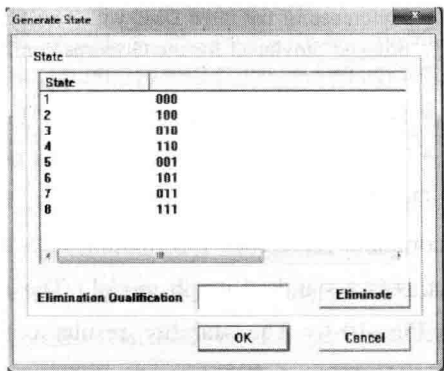 Generate State
State
State
1 000
2 100
3 010
4 110
5 001
6 101
7 011
8 111
Elimination Qualification
Eliminate
OK
Cancel